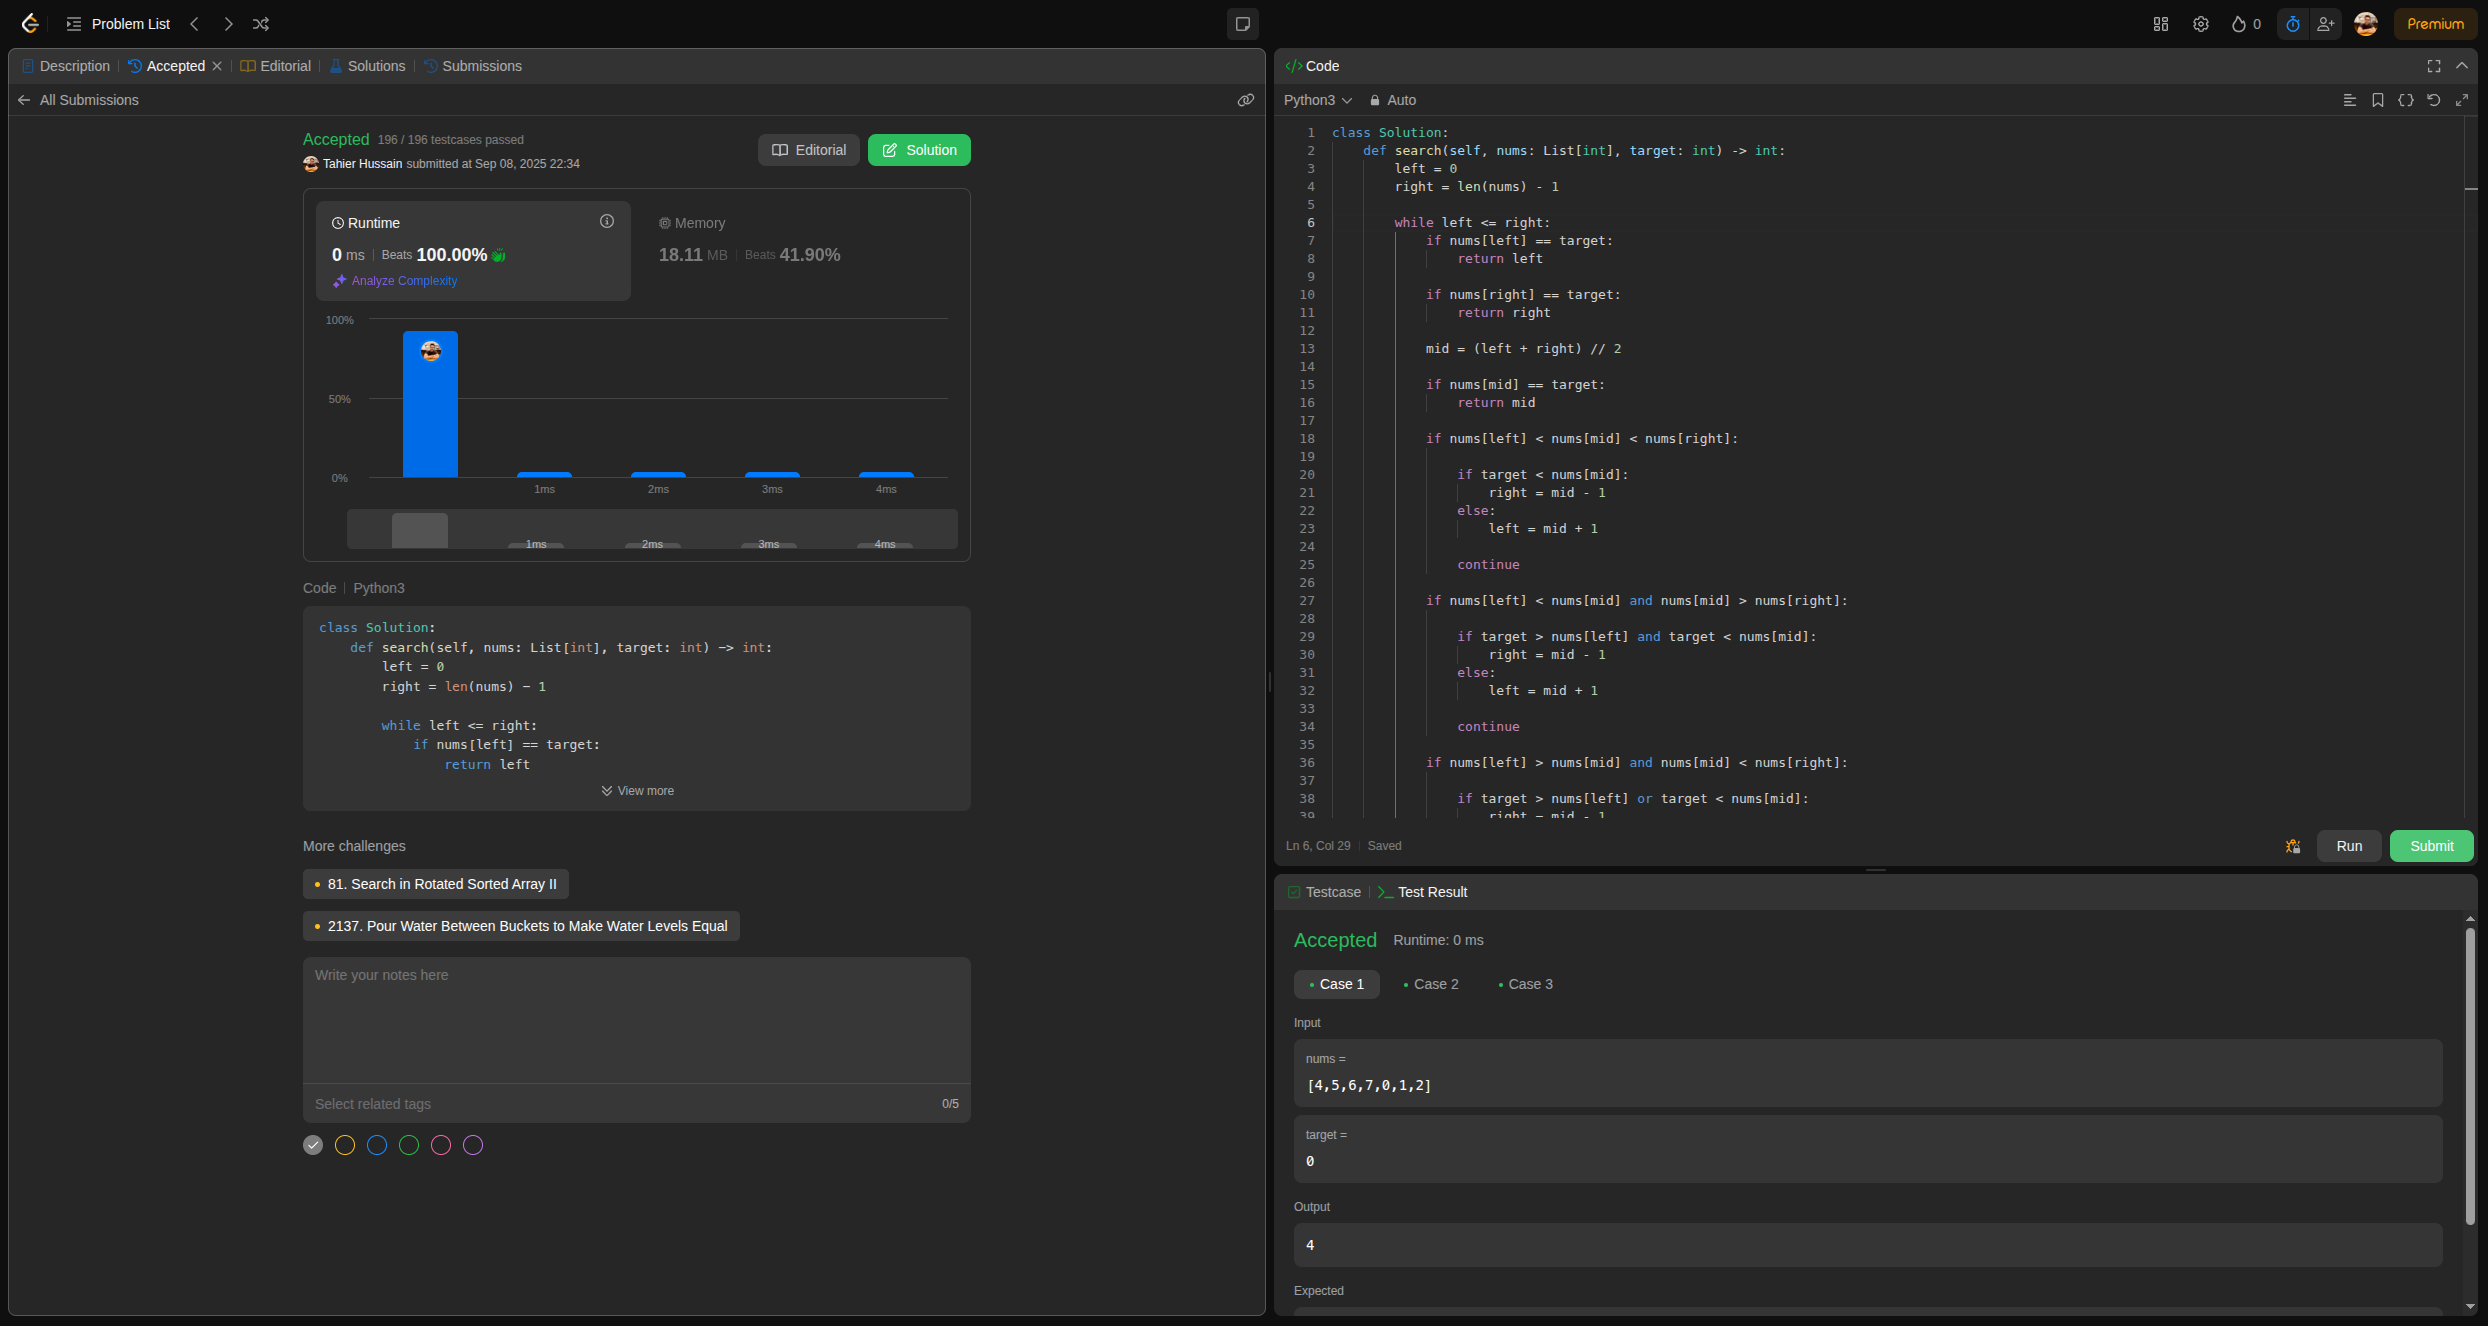 Problem List
0
Premium
Description
Accepted
Editorial
Solutions
Submissions
All Submissions
Accepted 196 / 196 testcases passed
Tahier Hussain submitted at Sep 08, 2025 22:34
Editorial
Solution
Runtime
0 ms | Beats 100.00%
Analyze Complexity
Memory
18.11 MB | Beats 41.90%
100%
50%
0%
1ms 2ms 3ms 4ms
1ms 2ms 3ms 4ms
Code | Python3
class Solution:
    def search(self, nums: List[int], target: int) -> int:
        left = 0
        right = len(nums) - 1

        while left <= right:
            if nums[left] == target:
                return left
View more
More challenges
81. Search in Rotated Sorted Array II
2137. Pour Water Between Buckets to Make Water Levels Equal
Write your notes here
Select related tags 0/5
Code
Python3 Auto
1 class Solution:
2     def search(self, nums: List[int], target: int) -> int:
3         left = 0
4         right = len(nums) - 1
5
6         while left <= right:
7             if nums[left] == target:
8                 return left
9
10             if nums[right] == target:
11                 return right
12
13             mid = (left + right) // 2
14
15             if nums[mid] == target:
16                 return mid
17
18             if nums[left] < nums[mid] < nums[right]:
19
20                 if target < nums[mid]:
21                     right = mid - 1
22                 else:
23                     left = mid + 1
24
25                 continue
26
27             if nums[left] < nums[mid] and nums[mid] > nums[right]:
28
29                 if target > nums[left] and target < nums[mid]:
30                     right = mid - 1
31                 else:
32                     left = mid + 1
33
34                 continue
35
36             if nums[left] > nums[mid] and nums[mid] < nums[right]:
37
38                 if target > nums[left] or target < nums[mid]:
39                     right = mid - 1
Ln 6, Col 29 | Saved
Run
Submit
Testcase
Test Result
Accepted Runtime: 0 ms
Case 1
Case 2
Case 3
Input
nums =
[4,5,6,7,0,1,2]
target =
0
Output
4
Expected